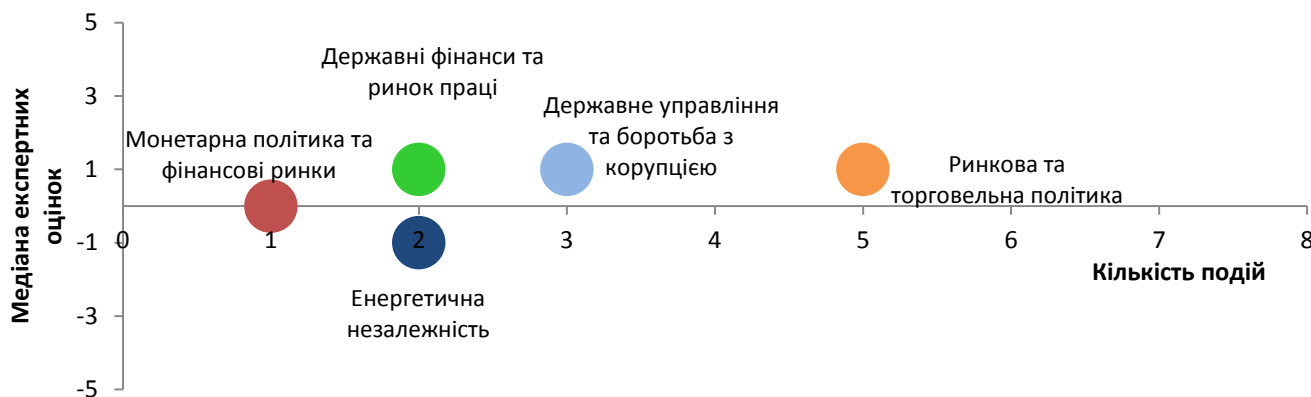 5
Державні фінанси та
ринок праці
3
Державне управління
та боротьба з
корупцією
Монетарна політика та
фінансові ринки
1
Ринкова та
торговельна політика
Медіана експертних
оцінок
-1
0
1
2
3
4
5
6
7
8
Кількість подій
Енергетична
незалежність
-3
-5